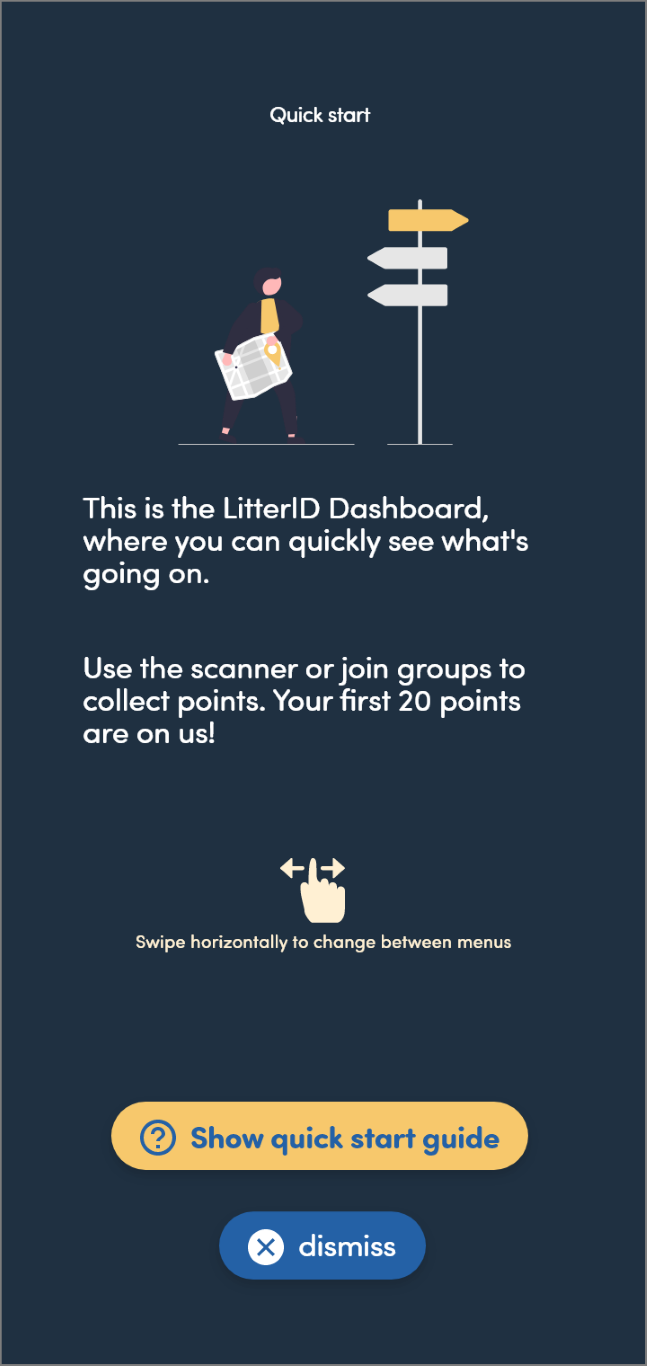 Quick start
This is the LitterID Dashboard,
where you can quickly see what's
going on.
Use the scanner or join groups to
collect points. Your first 20 points
are on us!
Swipe horizontally to change between menus
Show quick start guide
dismiss